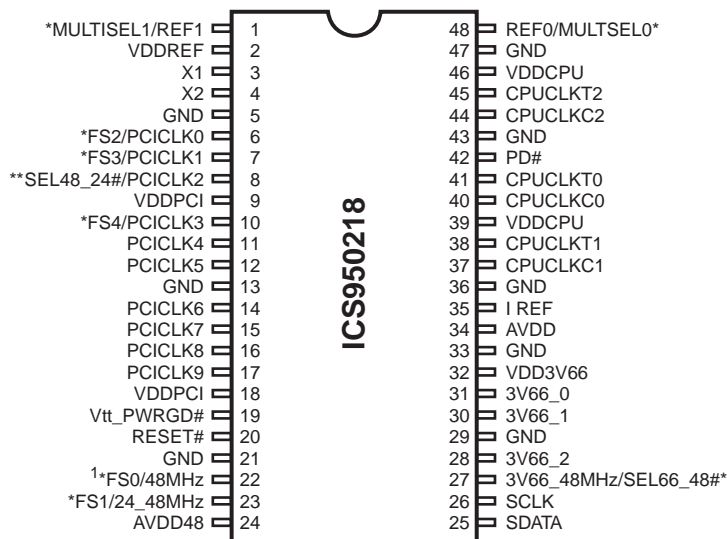 *MULTISEL1/REF1 1 48 REF0/MULTSEL0*
VDDREF 2 47 GND
X1 3 46 VDDCPU
X2 4 45 CPUCLKT2
GND 5 44 CPUCLKC2
*FS2/PCICLK0 6 43 GND
*FS3/PCICLK1 7 42 PD#
**SEL48_24#/PCICLK2 8 41 CPUCLKT0
VDDPCI 9 40 CPUCLKC0
*FS4/PCICLK3 10 39 VDDCPU
PCICLK4 11 38 CPUCLKT1
PCICLK5 12 37 CPUCLKC1
GND 13 36 GND
PCICLK6 14 35 I REF
PCICLK7 15 34 AVDD
PCICLK8 16 33 GND
PCICLK9 17 32 VDD3V66
VDDPCI 18 31 3V66_0
Vtt_PWRGD# 19 30 3V66_1
RESET# 20 29 GND
GND 21 28 3V66_2
1*FS0/48MHz 22 27 3V66_48MHz/SEL66_48#*
*FS1/24_48MHz 23 26 SCLK
AVDD48 24 25 SDATA
ICS950218